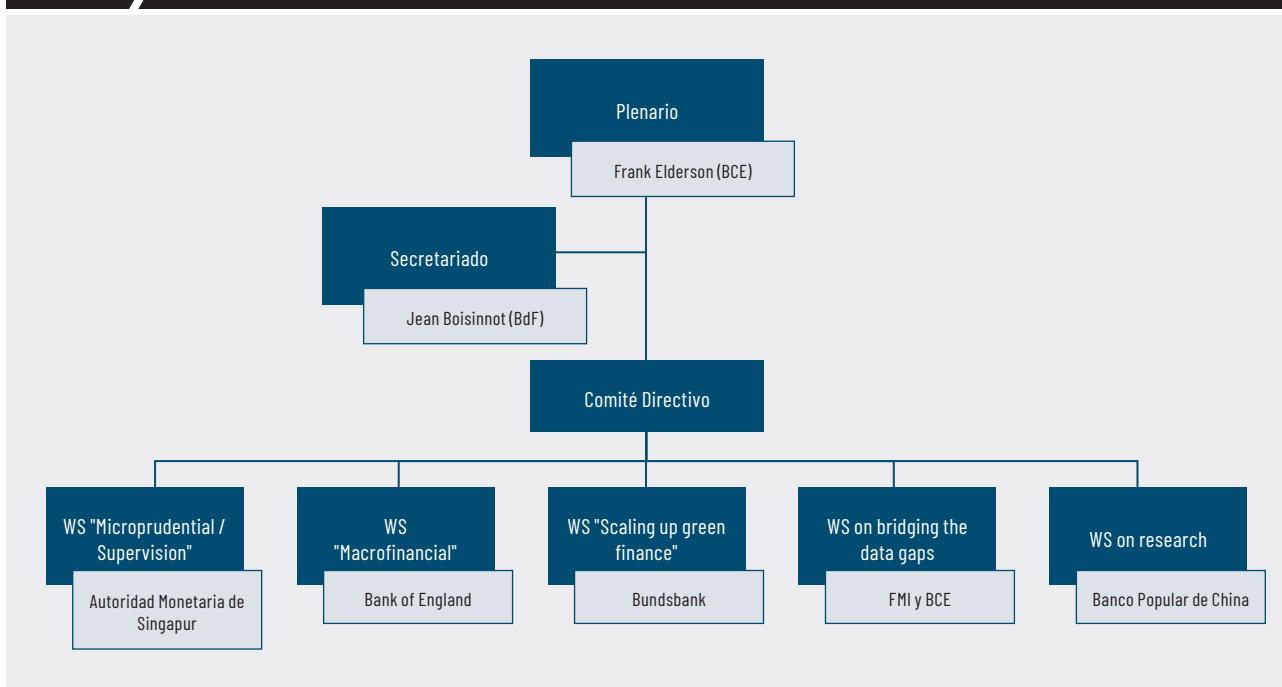 Plenario
Frank Elderson (BCE)
Secretariado
Jean Boisinnot (BdF)
Comité Directivo
WS "Microprudential /
Supervision"
Autoridad Monetaria de
Singapur
WS
"Macrofinancial"
Bank of England
WS "Scaling up green
finance"
Bundsbank
WS on bridging the
data gaps
FMI y BCE
WS on research
Banco Popular de China